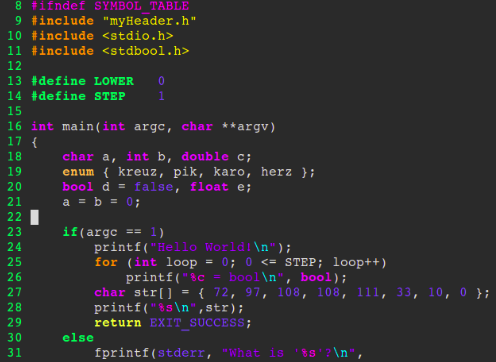 8 #ifndef SYMBOL_TABLE
9 #include "myHeader.h"
10 #include <stdio.h>
11 #include <stdbool.h>
12
13 #define LOWER 0
14 #define STEP 1
15
16 int main(int argc, char **argv)
17 {
18 char a, int b, double c;
19 enum { kreuz, pik, karo, herz };
20 bool d = false, float e;
21 a = b = 0;
22
23 if(argc == 1)
24 printf("Hello World!\n");
25 for (int loop = 0; 0 <= STEP; loop++)
26 printf("%c = bool\n", bool);
27 char str[] = { 72, 97, 108, 108, 111, 33, 10, 0 };
28 printf("%s\n",str);
29 return EXIT_SUCCESS;
30 else
31 fprintf(stderr, "What is '%s'?\n",